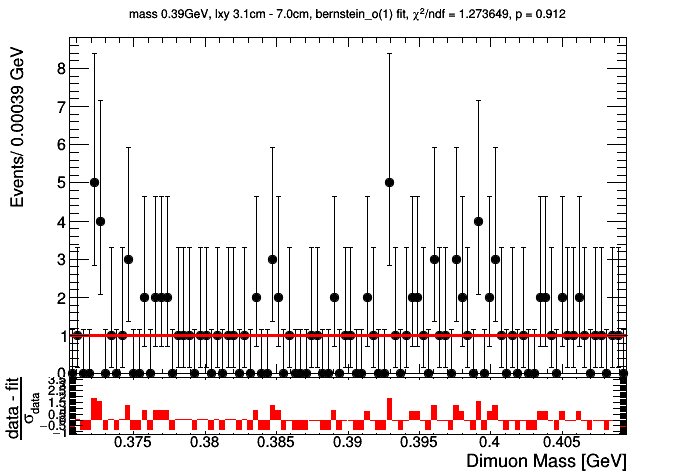 mass 0.39GeV, lxy 3.1cm - 7.0cm, bernstein_o(1) fit, χ²/ndf = 1.273649, p = 0.912
Events/ 0.00039 GeV
8
7
6
5
4
3
2
1
0
data - fit
σdata
0.375 0.38 0.385 0.39 0.395 0.4 0.405
Dimuon Mass [GeV]